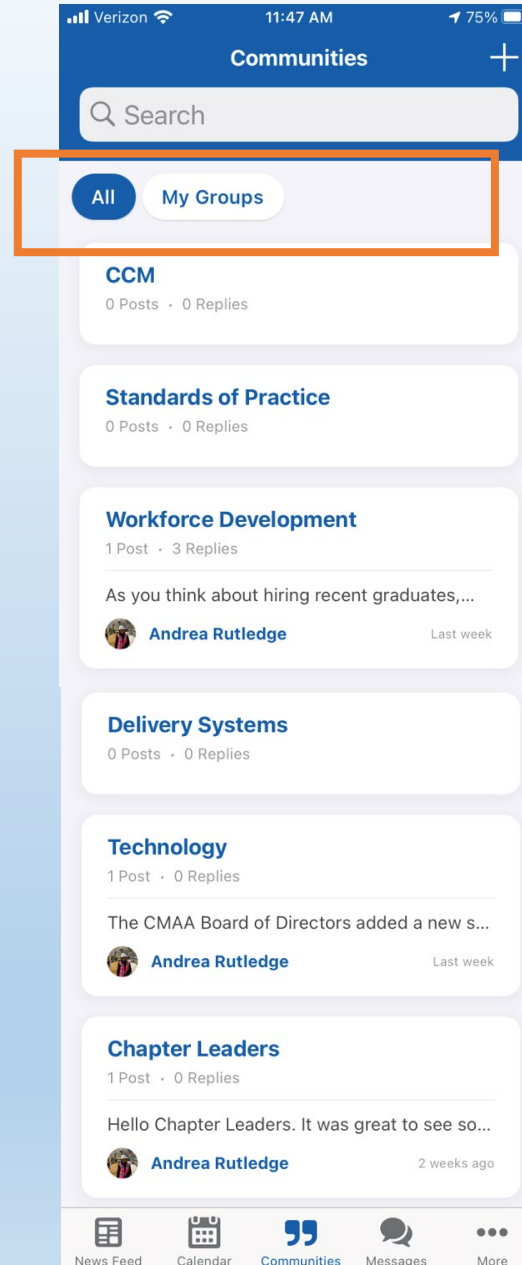 Verizon 11:47 AM 75%
Communities
Search
All My Groups
CCM
0 Posts · 0 Replies
Standards of Practice
0 Posts · 0 Replies
Workforce Development
1 Post · 3 Replies
As you think about hiring recent graduates,...
Andrea Rutledge Last week
Delivery Systems
0 Posts · 0 Replies
Technology
1 Post · 0 Replies
The CMAA Board of Directors added a new s...
Andrea Rutledge Last week
Chapter Leaders
1 Post · 0 Replies
Hello Chapter Leaders. It was great to see so...
Andrea Rutledge 2 weeks ago
News Feed Calendar Communities Messages More